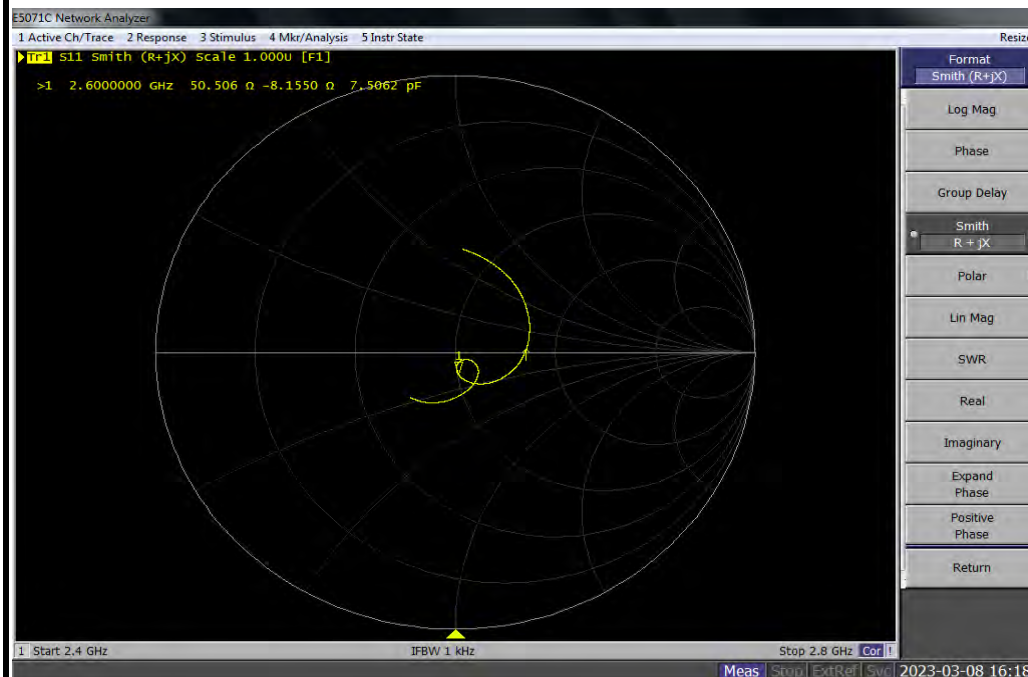 E5071C Network Analyzer
1 Active Ch/Trace 2 Response 3 Stimulus 4 Mkr/Analysis 5 Instr State
Resize
Tr1 S11 Smith (R+jX) Scale 1.000U [F1]
>1 2.6000000 GHz 50.506 Ω -8.1550 Ω 7.5062 pF
Format
Smith (R+jX)
Log Mag
Phase
Group Delay
Smith
R + jX
Polar
Lin Mag
SWR
Real
Imaginary
Expand
Phase
Positive
Phase
Return
1 Start 2.4 GHz
IFBW 1 kHz
Stop 2.8 GHz Cor !
Meas Stop ExtRef Svc 2023-03-08 16:18